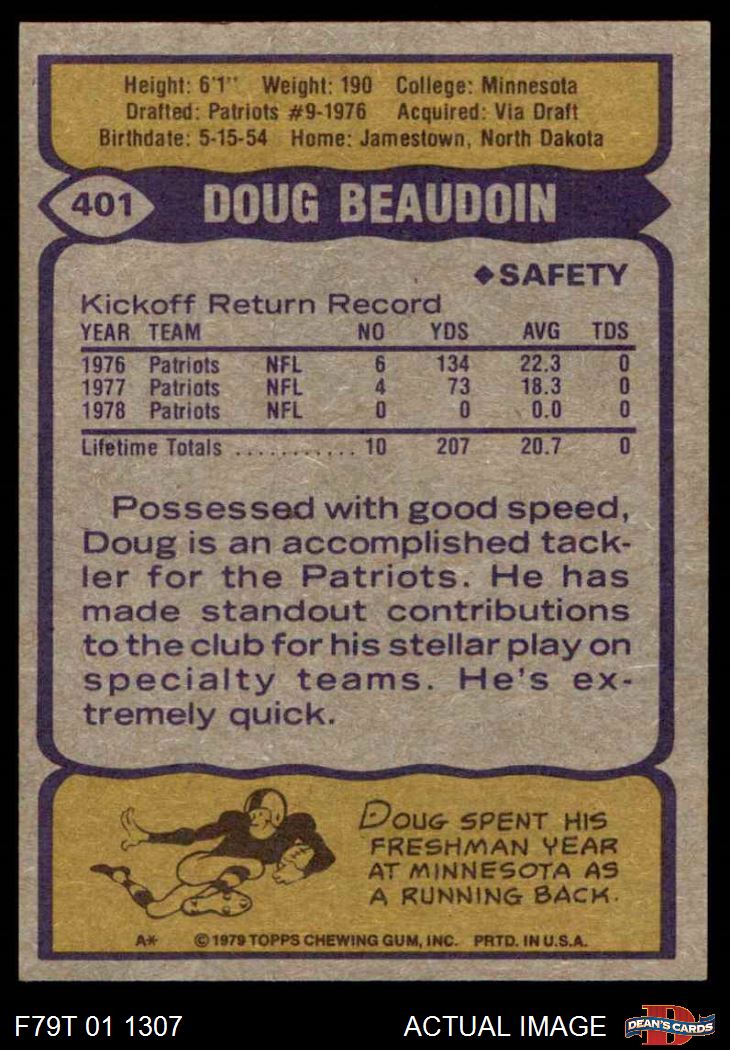 Height: 6'1" Weight: 190 College: Minnesota
Drafted: Patriots #9-1976 Acquired: Via Draft
Birthdate: 5-15-54 Home: Jamestown, North Dakota
401 DOUG BEAUDOIN
◆SAFETY
Kickoff Return Record
YEAR TEAM NO YDS AVG TDS
1976 Patriots NFL 6 134 22.3 0
1977 Patriots NFL 4 73 18.3 0
1978 Patriots NFL 0 0 0.0 0
Lifetime Totals ........... 10 207 20.7 0
Possessed with good speed,
Doug is an accomplished tack-
ler for the Patriots. He has
made standout contributions
to the club for his stellar play on
specialty teams. He's ex-
tremely quick.
DOUG SPENT HIS
FRESHMAN YEAR
AT MINNESOTA AS
A RUNNING BACK.
A* © 1979 TOPPS CHEWING GUM, INC. PRTD. IN U.S.A.
F79T 01 1307 ACTUAL IMAGE D DEAN'S CARDS